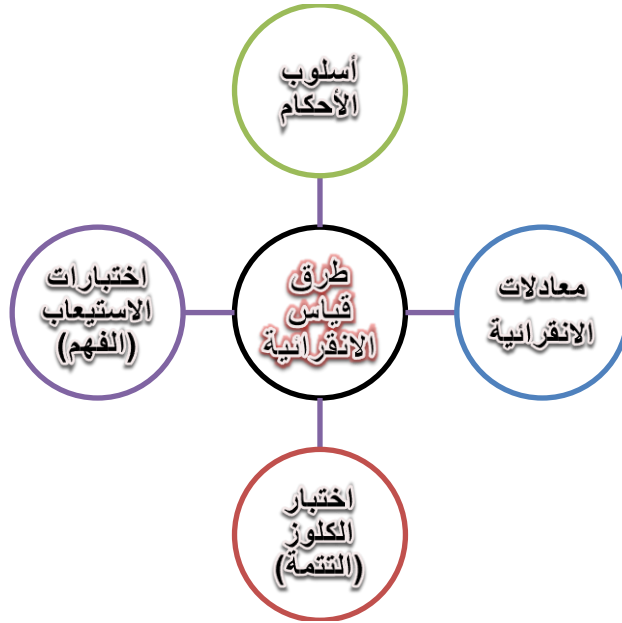 أسلوب
الأحكام
اختبارات
الاستيعاب
(الفهم)
طرق
قياس
الانقرائية
معادلات
الانقرائية
اختبار
الكلوز
(التتمة)